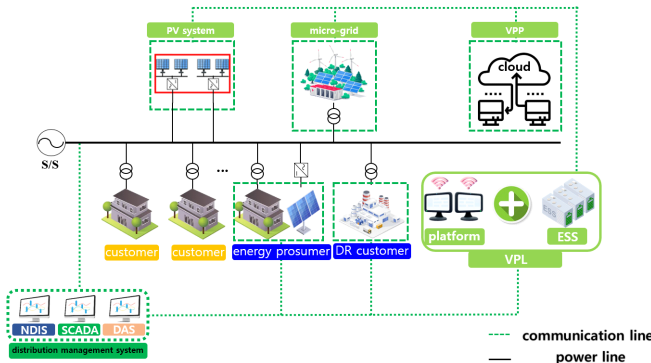 PV system
micro-grid
VPP
cloud
S/S
customer
customer
energy prosumer
DR customer
platform
ESS
VPL
NDIS
SCADA
DAS
distribution management system
communication line
power line